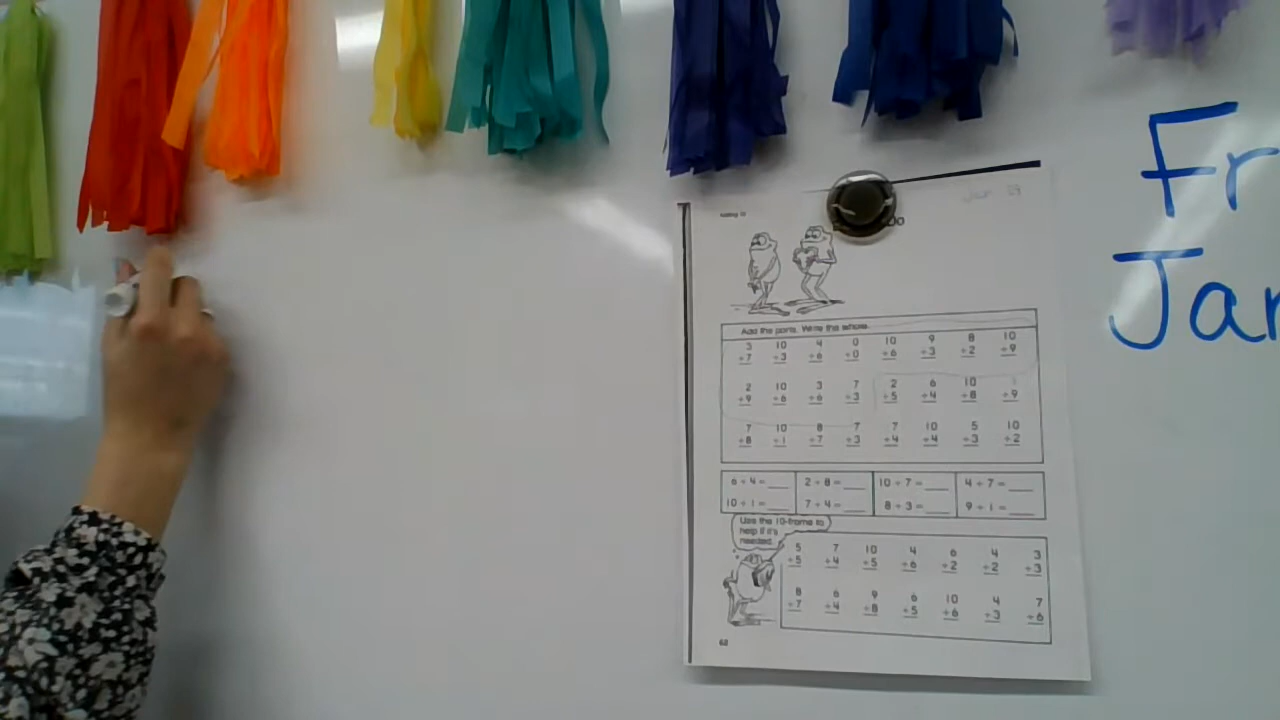 Fr
Jan
Jan
Add the parts. Write the whole.
3 10 4 0 10 9 8 10
+7 +3 +6 +0 +6 +3 +2 +9
2 10 3 7 2 6 10 1
+9 +6 +6 +3 +5 +4 +8 +9
7 10 8 7 7 10 5 10
+8 +1 +7 +3 +4 +4 +3 +2
6 + 4 = ___ 2 + 8 = ___ 10 + 7 = ___ 4 + 7 = ___
10 + 1 = ___ 7 + 4 = ___ 8 + 3 = ___ 9 + 1 = ___
Use the 10-frame to
help if it's
needed.
5 7 10 4 6 4 3
+5 +4 +5 +6 +2 +2 +3
8 6 9 6 10 4 7
+7 +4 +8 +5 +6 +3 +6
62